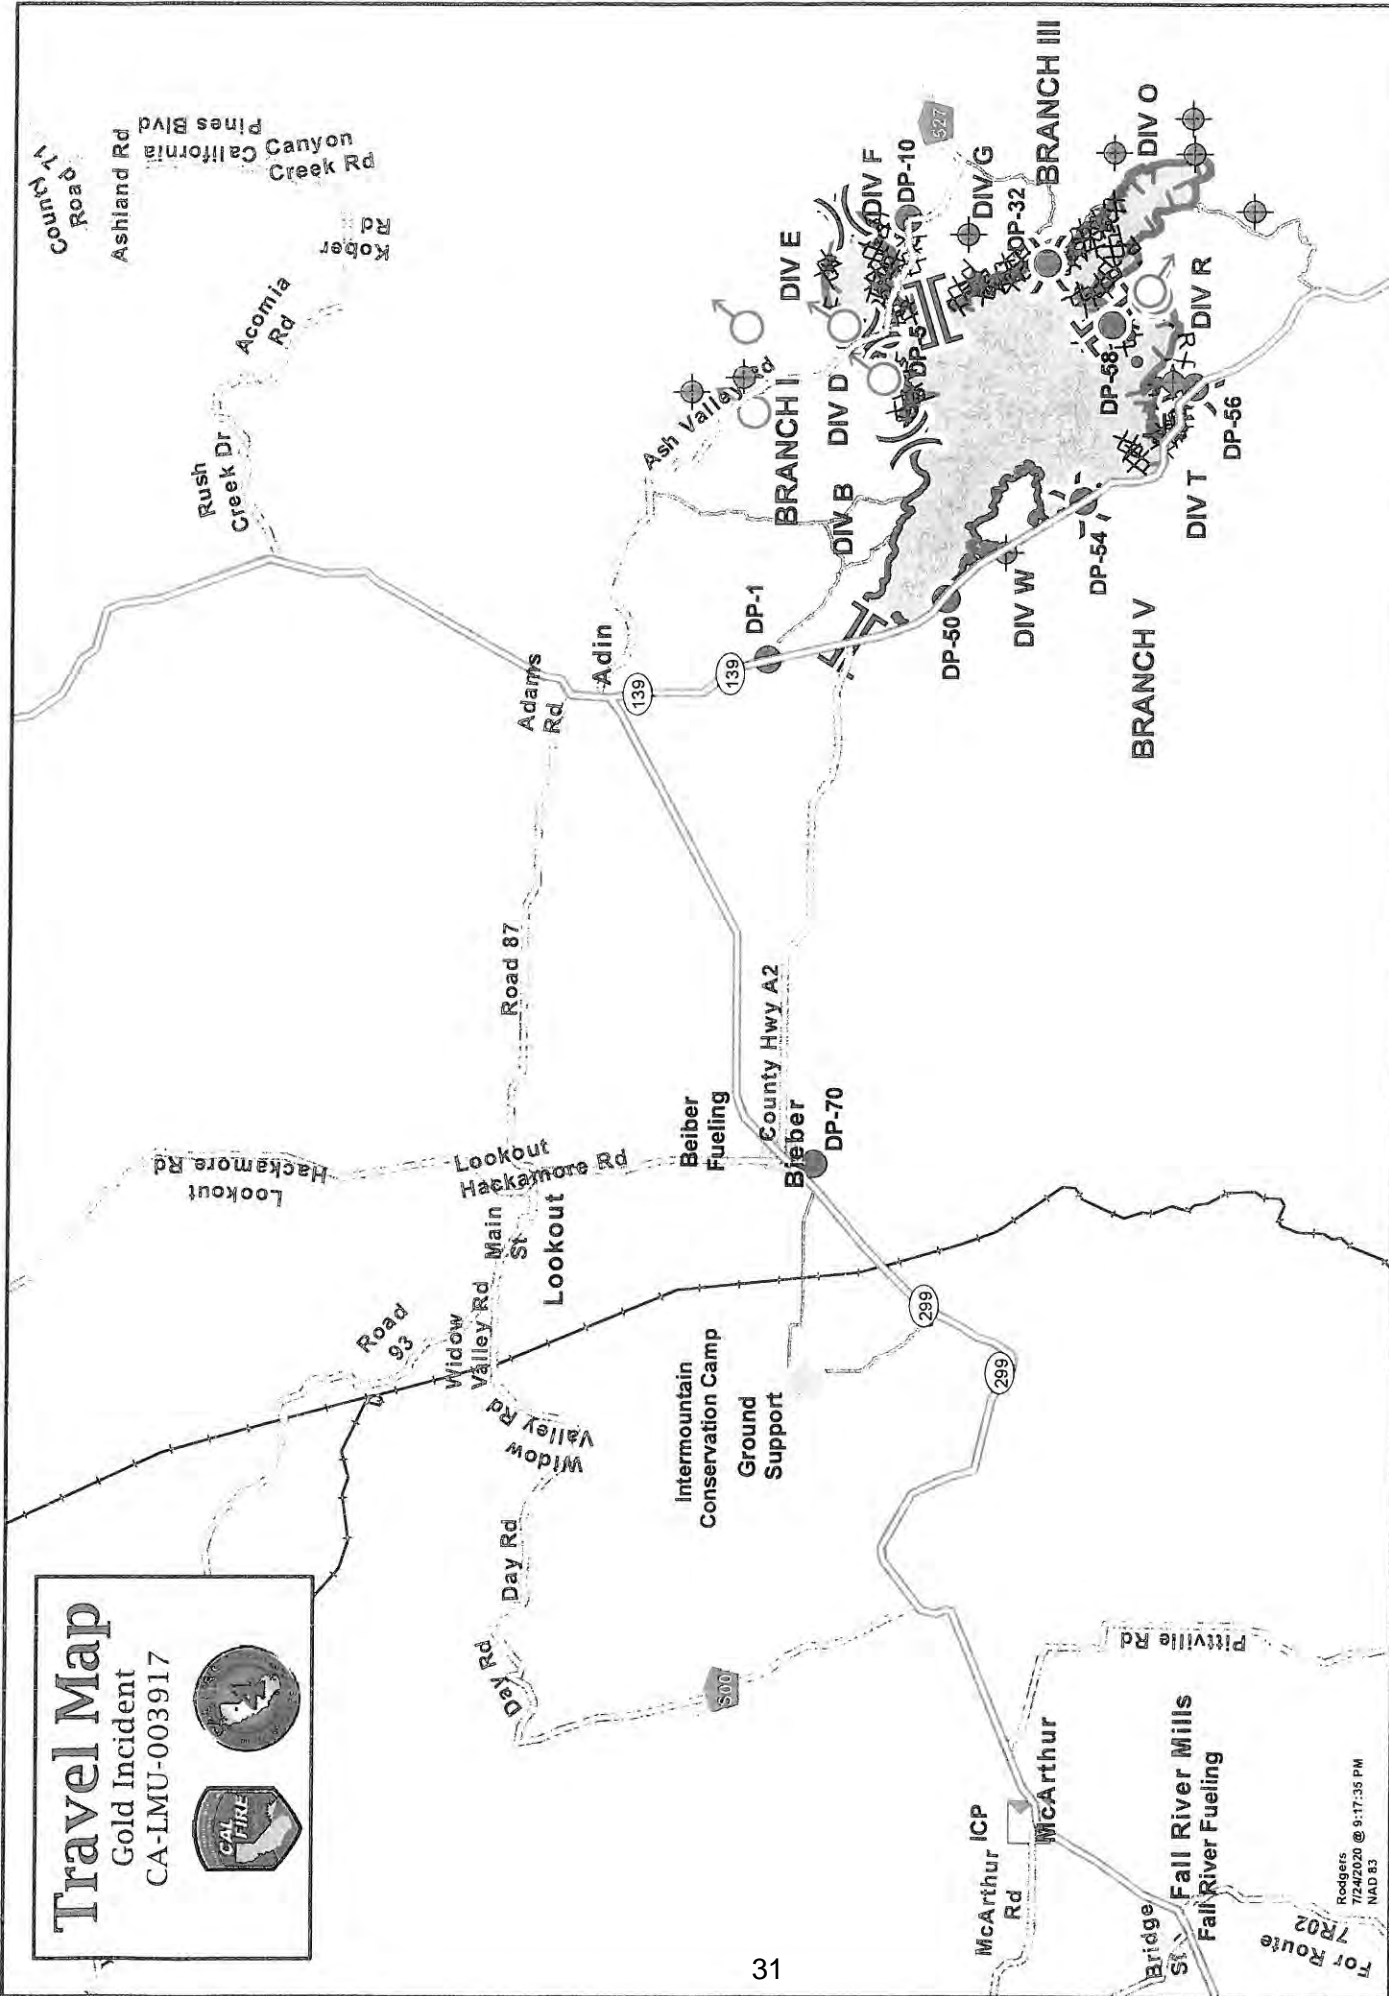 Travel Map
Gold Incident
CA-LMU-003917
CAL
FIRE
County 71
Road
Ashland Rd
California
Pines Blvd
Canyon
Creek Rd
Kober
Rd
Acomia
Rd
Rush
Creek Dr
Adams
Rd
Adin
139
139
Ash Valley Rd
Road 87
Lookout
Hackamore Rd
Lookout
Hackamore Rd
Main
St
Lookout
Road
93
Widow
Valley Rd
Widow
Valley Rd
Day Rd
Day Rd
Beiber
Fueling
County Hwy A2
Bieber
DP-70
Intermountain
Conservation Camp
Ground
Support
299
299
Pittville Rd
McArthur
Rd
ICP
McArthur
Fall River Mills
Fall River Fueling
Bridge
St
For Route
7R02
DP-1
BRANCH I
DIV B
DIV D
DIV E
DIV F
DP-5
DP-10
527
DIV G
DP-32
BRANCH III
DIV O
DIV R
DP-58
DP-56
DIV T
DP-54
DIV W
DP-50
BRANCH V
Rodgers
7/24/2020 @ 9:17:35 PM
NAD 83
31